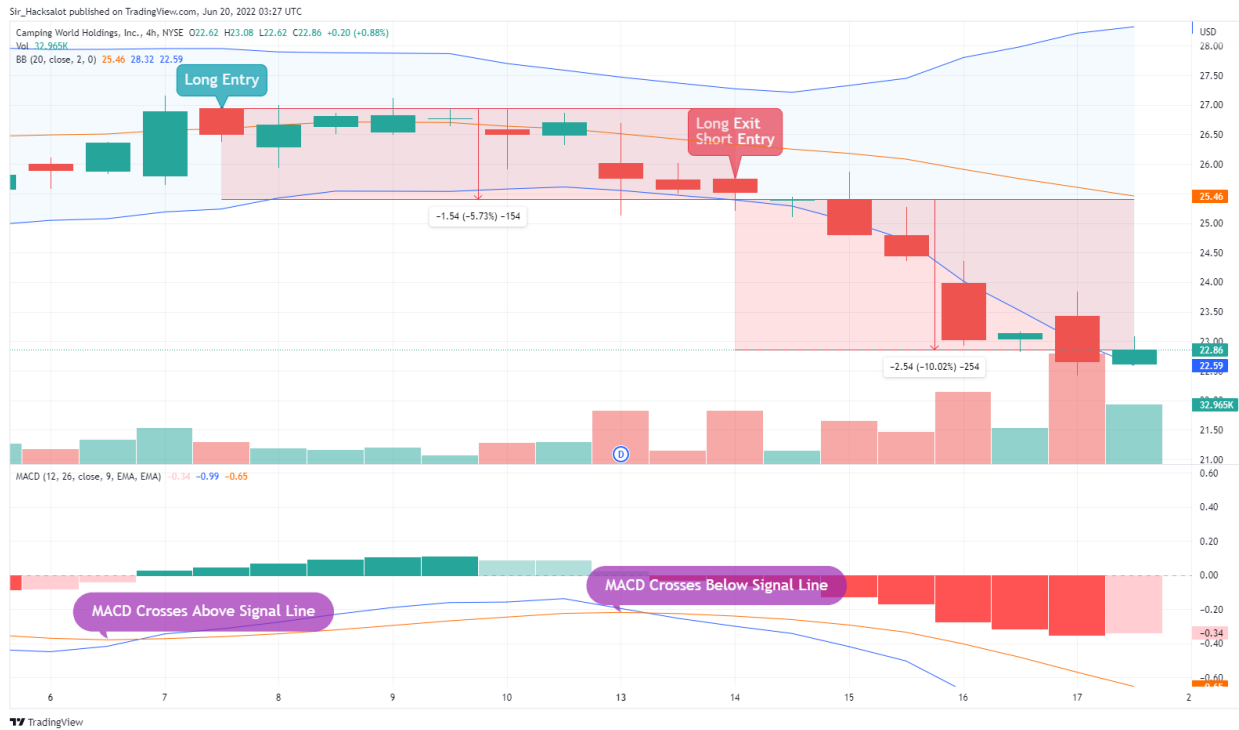 Sir_Hacksalot published on TradingView.com, Jun 20, 2022 03:27 UTC
Camping World Holdings, Inc., 4h, NYSE O22.62 H23.08 L22.62 C22.86 +0.20 (+0.88%)
Vol 32.965K
BB (20, close, 2, 0) 25.46 28.32 22.59
USD
28.00
27.50
27.00
26.50
26.00
25.46
25.00
24.50
24.00
23.50
23.00
22.86
22.59
32.965K
21.50
21.00
Long Entry
Long Exit
Short Entry
−1.54 (−5.73%) −154
−2.54 (−10.02%) −254
D
MACD (12, 26, close, 9, EMA, EMA) −0.34 −0.99 −0.65
0.60
0.40
0.20
0.00
−0.20
−0.34
−0.40
−0.60
−0.65
MACD Crosses Above Signal Line
MACD Crosses Below Signal Line
6 7 8 9 10 13 14 15 16 17 2
TradingView